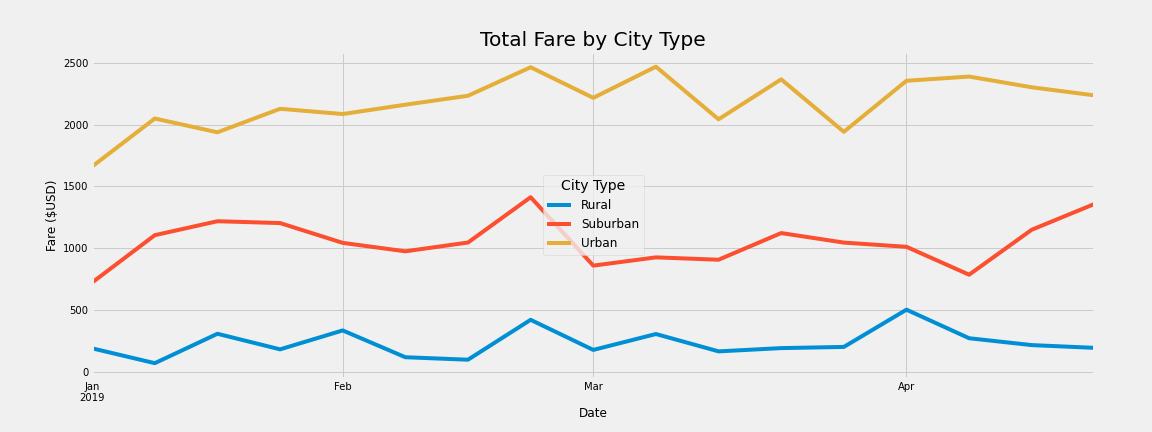 Total Fare by City Type
Fare ($USD)
2500
2000
1500
1000
500
0
City Type
Rural
Suburban
Urban
Jan
2019
Feb
Mar
Apr
Date